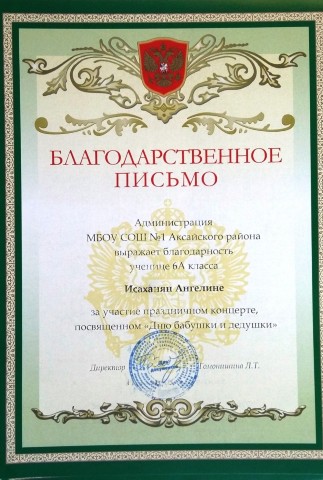 БЛАГОДАРСТВЕННОЕ
ПИСЬМО
Администрация
МБОУ СОШ №1 Аксайского района
выражает благодарность
ученице 6А класса
Исаханян Ангелине
за участие праздничном концерте,
посвященном «Дню бабушки и дедушки»
Директор Л.Т.